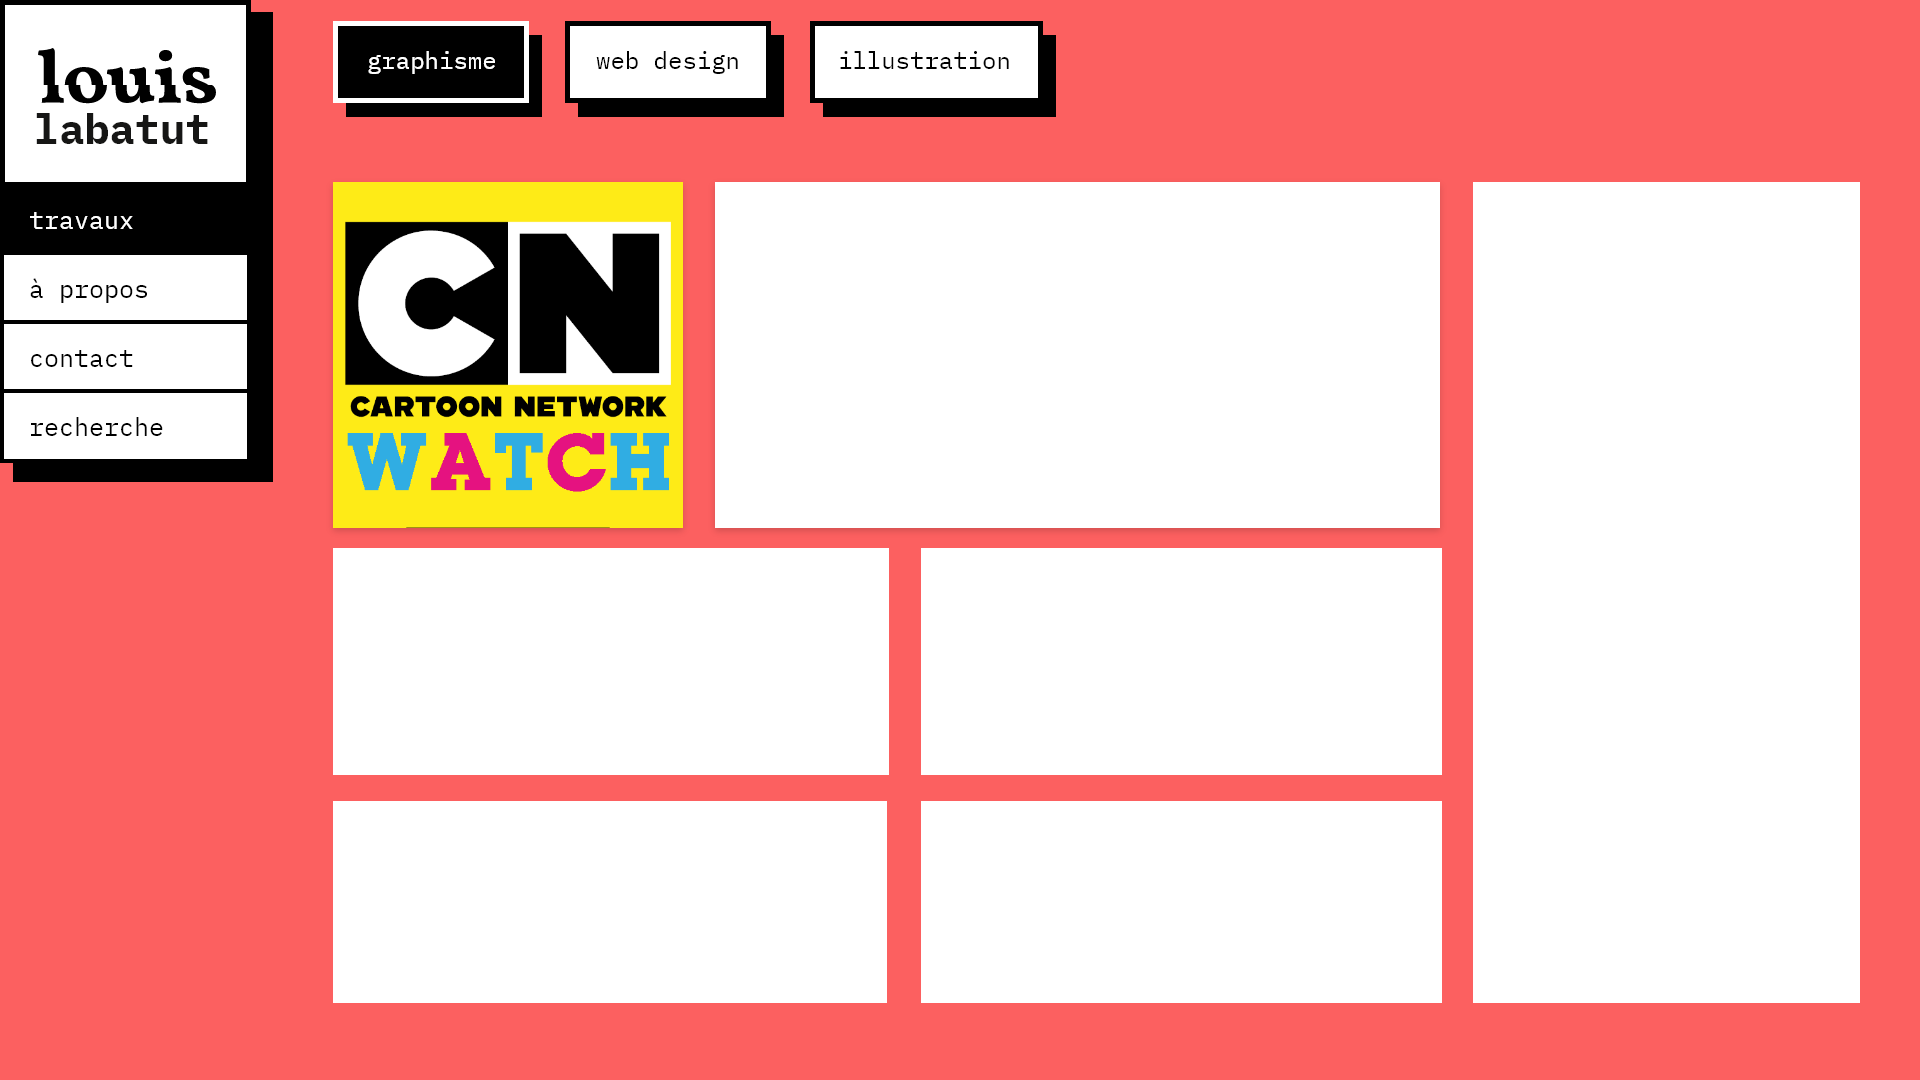 louis
labatut
travaux
à propos
contact
recherche
graphisme
web design
illustration
CN
CARTOON NETWORK
WATCH